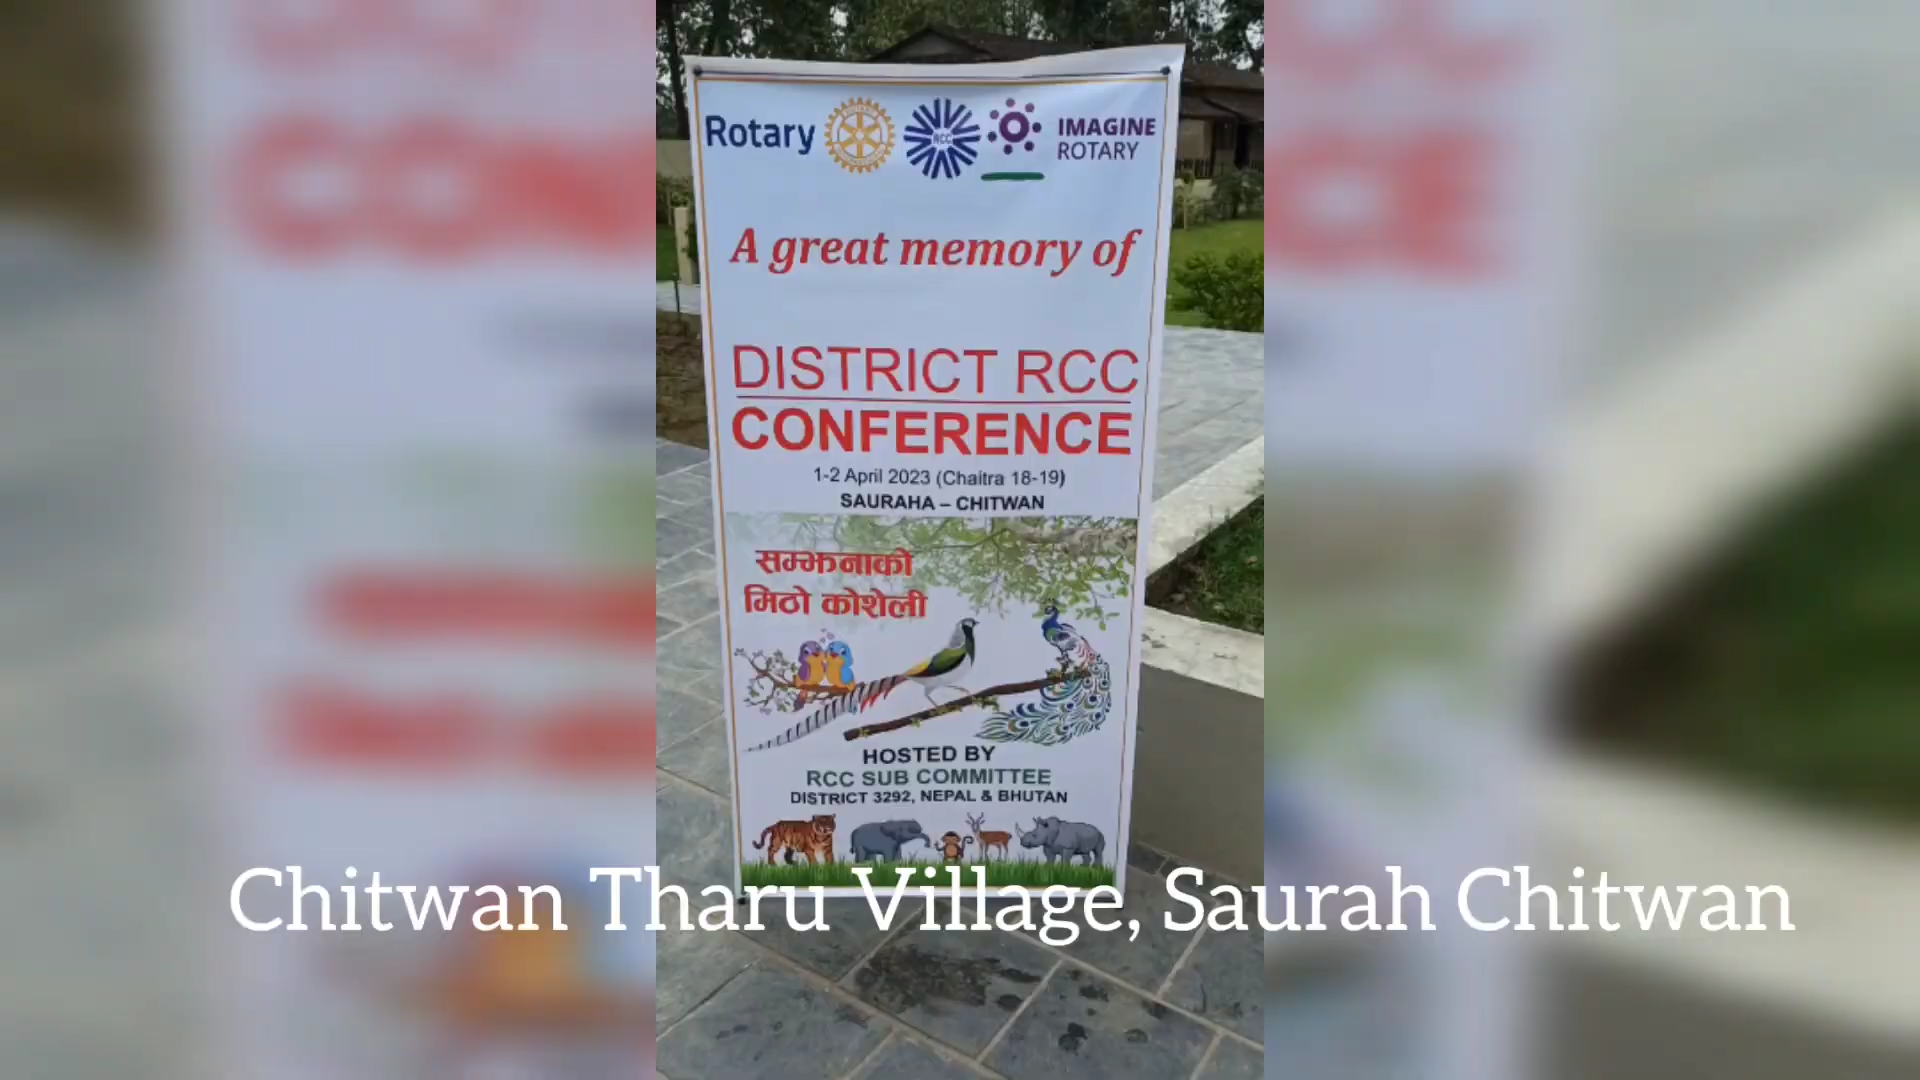 Rotary
RCC
IMAGINE
ROTARY
A great memory of
DISTRICT RCC
CONFERENCE
1-2 April 2023 (Chaitra 18-19)
SAURAHA – CHITWAN
सम्झनाको
मिठो कोशेली
HOSTED BY
RCC SUB COMMITTEE
DISTRICT 3292, NEPAL & BHUTAN
Chitwan Tharu Village, Saurah Chitwan